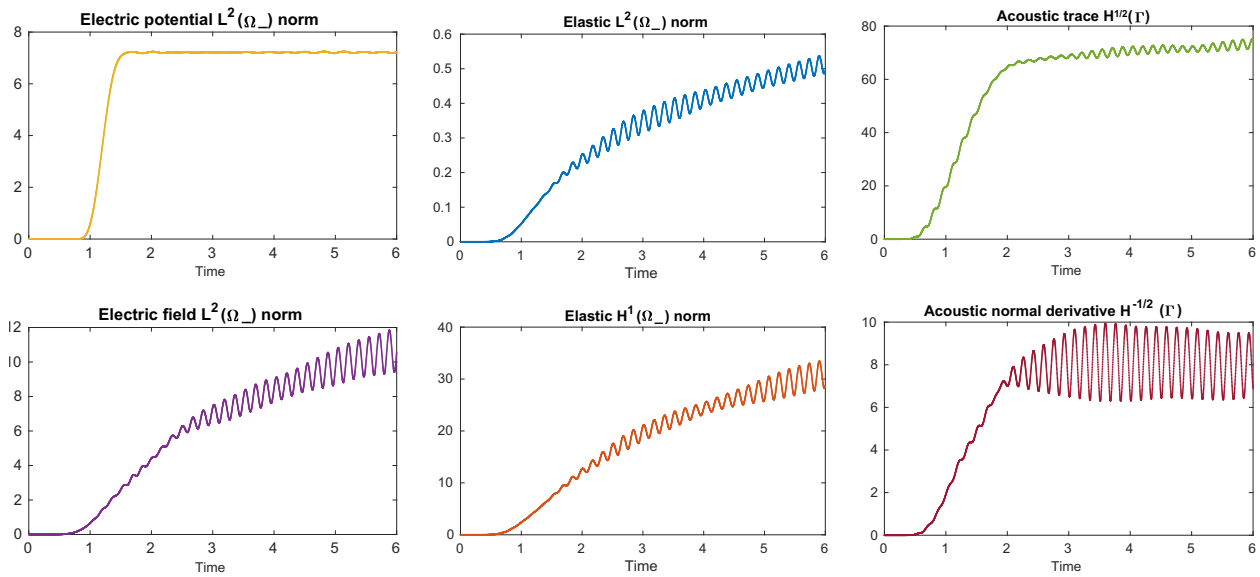 Electric potential L²(Ω_) norm
8
6
4
2
0
0 1 2 3 4 5 6
Time
Elastic L²(Ω_) norm
0.6
0.5
0.4
0.3
0.2
0.1
0
0 1 2 3 4 5 6
Time
Acoustic trace H^{1/2}(Γ)
80
60
40
20
0
0 1 2 3 4 5 6
Time
Electric field L²(Ω_) norm
12
10
8
6
4
2
0
0 1 2 3 4 5 6
Time
Elastic H¹(Ω_) norm
40
30
20
10
0
0 1 2 3 4 5 6
Time
Acoustic normal derivative H^{-1/2} (Γ)
10
8
6
4
2
0
0 1 2 3 4 5 6
Time